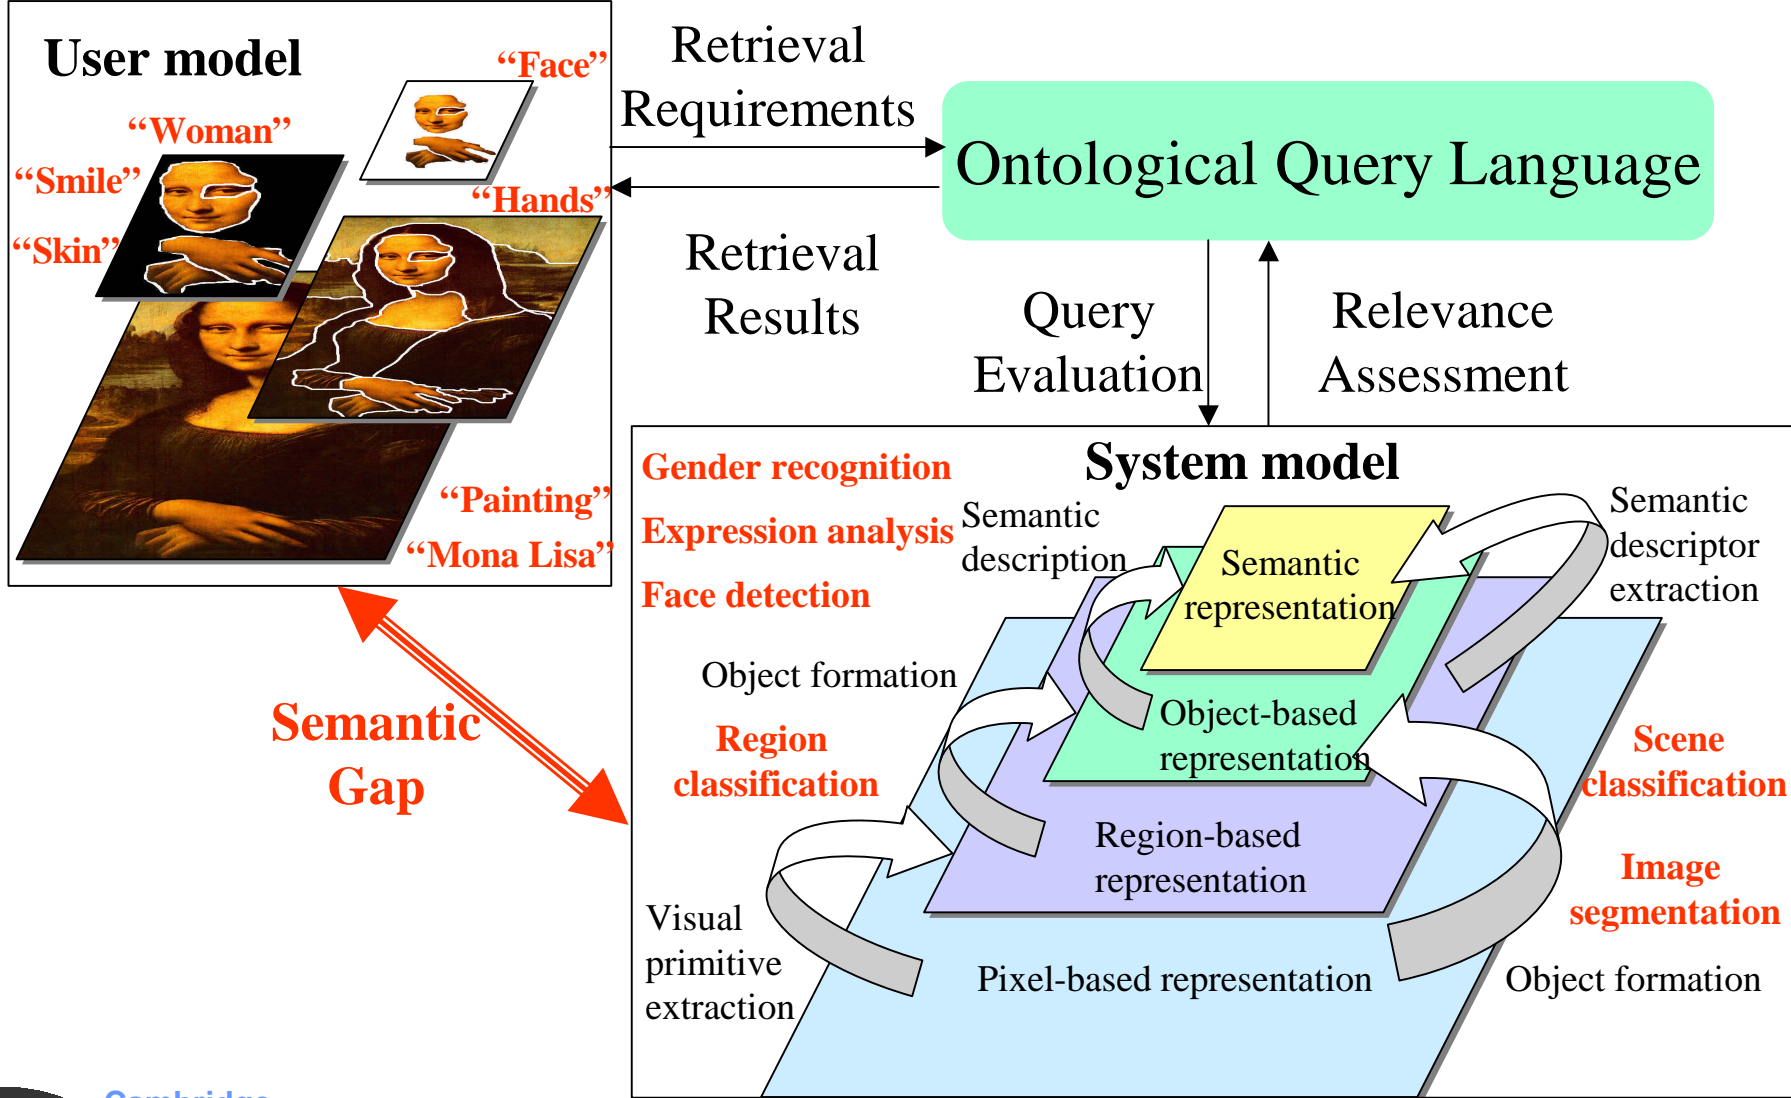 User model
“Face”
“Woman”
“Smile”
“Hands”
“Skin”
“Painting”
“Mona Lisa”
Retrieval
Requirements
Ontological Query Language
Retrieval
Results
Query
Evaluation
Relevance
Assessment
Semantic
Gap
System model
Gender recognition
Expression analysis
Face detection
Semantic
description
Semantic
representation
Semantic
descriptor
extraction
Object formation
Region
classification
Object-based
representation
Scene
classification
Region-based
representation
Image
segmentation
Visual
primitive
extraction
Pixel-based representation
Object formation
Cambridge